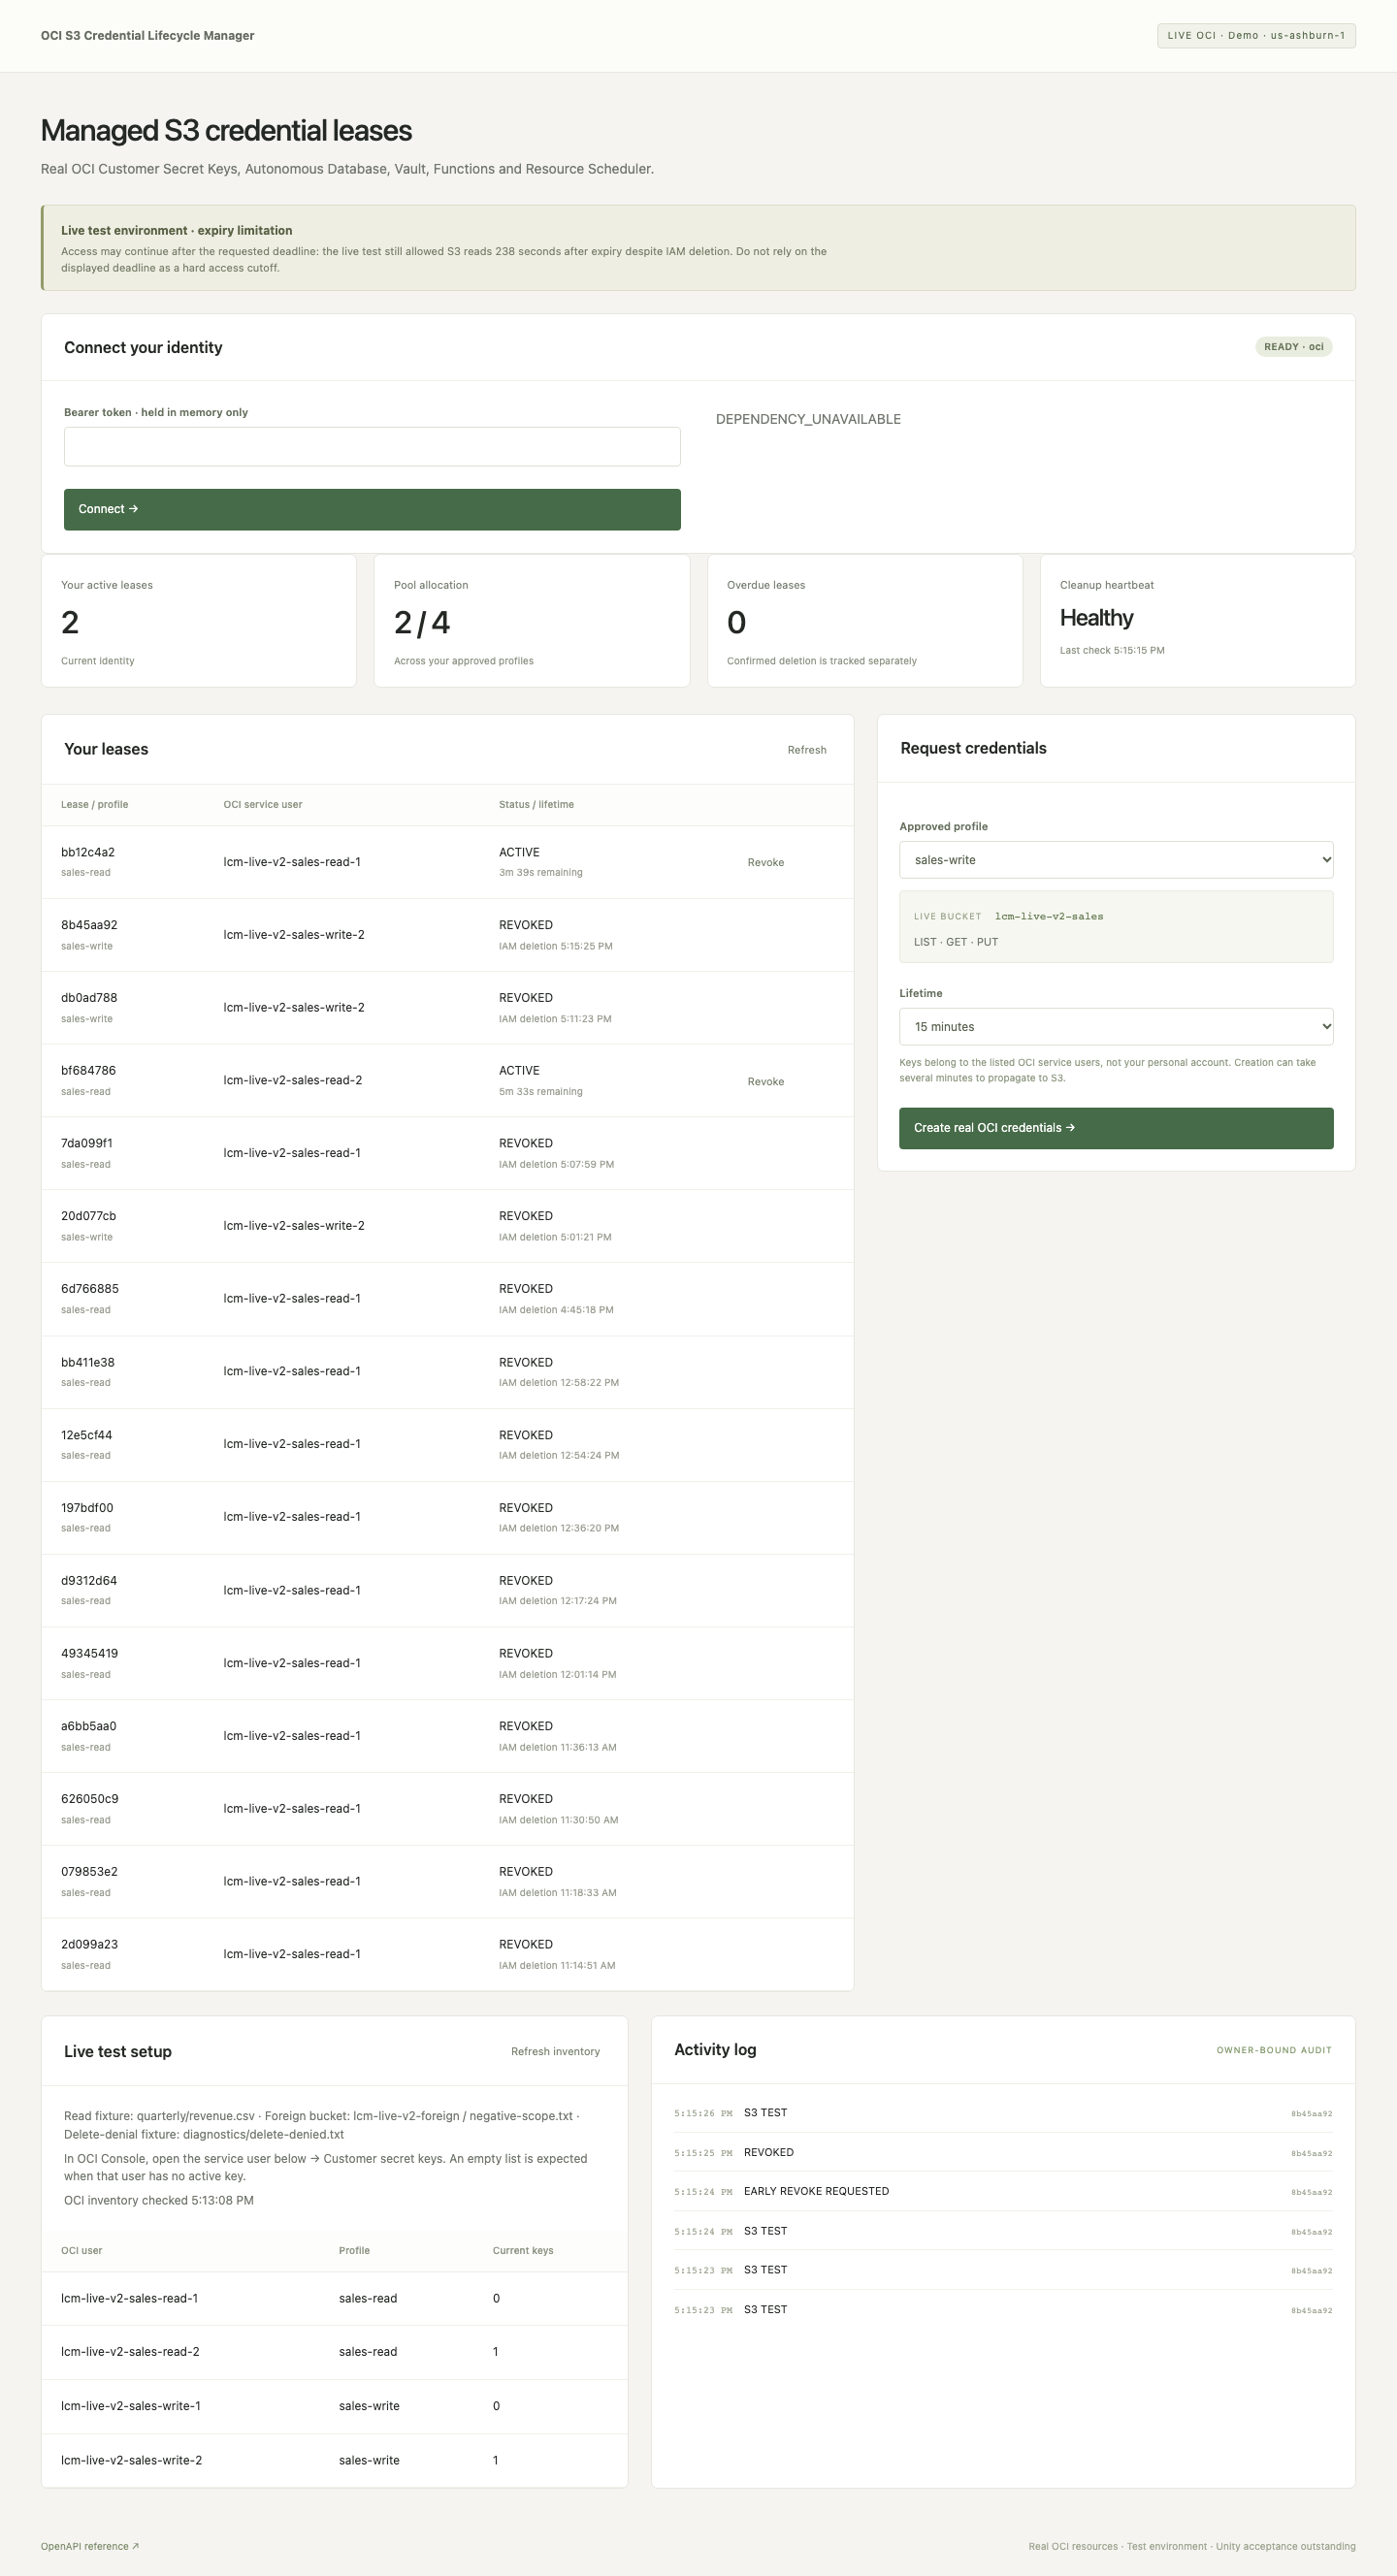 OCI S3 Credential Lifecycle Manager
LIVE OCI · Demo · us-ashburn-1
Managed S3 credential leases
Real OCI Customer Secret Keys, Autonomous Database, Vault, Functions and Resource Scheduler.
Live test environment · expiry limitation
Access may continue after the requested deadline: the live test still allowed S3 reads 238 seconds after expiry despite IAM deletion. Do not rely on the
displayed deadline as a hard access cutoff.
Connect your identity
READY · oci
Bearer token · held in memory only
DEPENDENCY_UNAVAILABLE
Connect →
Your active leases
2
Current identity
Pool allocation
2 / 4
Across your approved profiles
Overdue leases
0
Confirmed deletion is tracked separately
Cleanup heartbeat
Healthy
Last check 5:15:15 PM
Your leases
Refresh
Lease / profile OCI service user Status / lifetime
bb12c4a2
sales-read
lcm-live-v2-sales-read-1
ACTIVE
3m 39s remaining
Revoke
8b45aa92
sales-write
lcm-live-v2-sales-write-2
REVOKED
IAM deletion 5:15:25 PM
db0ad788
sales-write
lcm-live-v2-sales-write-2
REVOKED
IAM deletion 5:11:23 PM
bf684786
sales-read
lcm-live-v2-sales-read-2
ACTIVE
5m 33s remaining
Revoke
7da099f1
sales-read
lcm-live-v2-sales-read-1
REVOKED
IAM deletion 5:07:59 PM
20d077cb
sales-write
lcm-live-v2-sales-write-2
REVOKED
IAM deletion 5:01:21 PM
6d766885
sales-read
lcm-live-v2-sales-read-1
REVOKED
IAM deletion 4:45:18 PM
bb411e38
sales-read
lcm-live-v2-sales-read-1
REVOKED
IAM deletion 12:58:22 PM
12e5cf44
sales-read
lcm-live-v2-sales-read-1
REVOKED
IAM deletion 12:54:24 PM
197bdf00
sales-read
lcm-live-v2-sales-read-1
REVOKED
IAM deletion 12:36:20 PM
d9312d64
sales-read
lcm-live-v2-sales-read-1
REVOKED
IAM deletion 12:17:24 PM
49345419
sales-read
lcm-live-v2-sales-read-1
REVOKED
IAM deletion 12:01:14 PM
a6bb5aa0
sales-read
lcm-live-v2-sales-read-1
REVOKED
IAM deletion 11:36:13 AM
626050c9
sales-read
lcm-live-v2-sales-read-1
REVOKED
IAM deletion 11:30:50 AM
079853e2
sales-read
lcm-live-v2-sales-read-1
REVOKED
IAM deletion 11:18:33 AM
2d099a23
sales-read
lcm-live-v2-sales-read-1
REVOKED
IAM deletion 11:14:51 AM
Request credentials
Approved profile
sales-write
LIVE BUCKET lcm-live-v2-sales
LIST · GET · PUT
Lifetime
15 minutes
Keys belong to the listed OCI service users, not your personal account. Creation can take
several minutes to propagate to S3.
Create real OCI credentials →
Live test setup
Refresh inventory
Read fixture: quarterly/revenue.csv · Foreign bucket: lcm-live-v2-foreign / negative-scope.txt ·
Delete-denial fixture: diagnostics/delete-denied.txt
In OCI Console, open the service user below → Customer secret keys. An empty list is expected
when that user has no active key.
OCI inventory checked 5:13:08 PM
OCI user Profile Current keys
lcm-live-v2-sales-read-1 sales-read 0
lcm-live-v2-sales-read-2 sales-read 1
lcm-live-v2-sales-write-1 sales-write 0
lcm-live-v2-sales-write-2 sales-write 1
Activity log
OWNER-BOUND AUDIT
5:15:26 PM S3 TEST 8b45aa92
5:15:25 PM REVOKED 8b45aa92
5:15:24 PM EARLY REVOKE REQUESTED 8b45aa92
5:15:24 PM S3 TEST 8b45aa92
5:15:23 PM S3 TEST 8b45aa92
5:15:23 PM S3 TEST 8b45aa92
OpenAPI reference ↗
Real OCI resources · Test environment · Unity acceptance outstanding